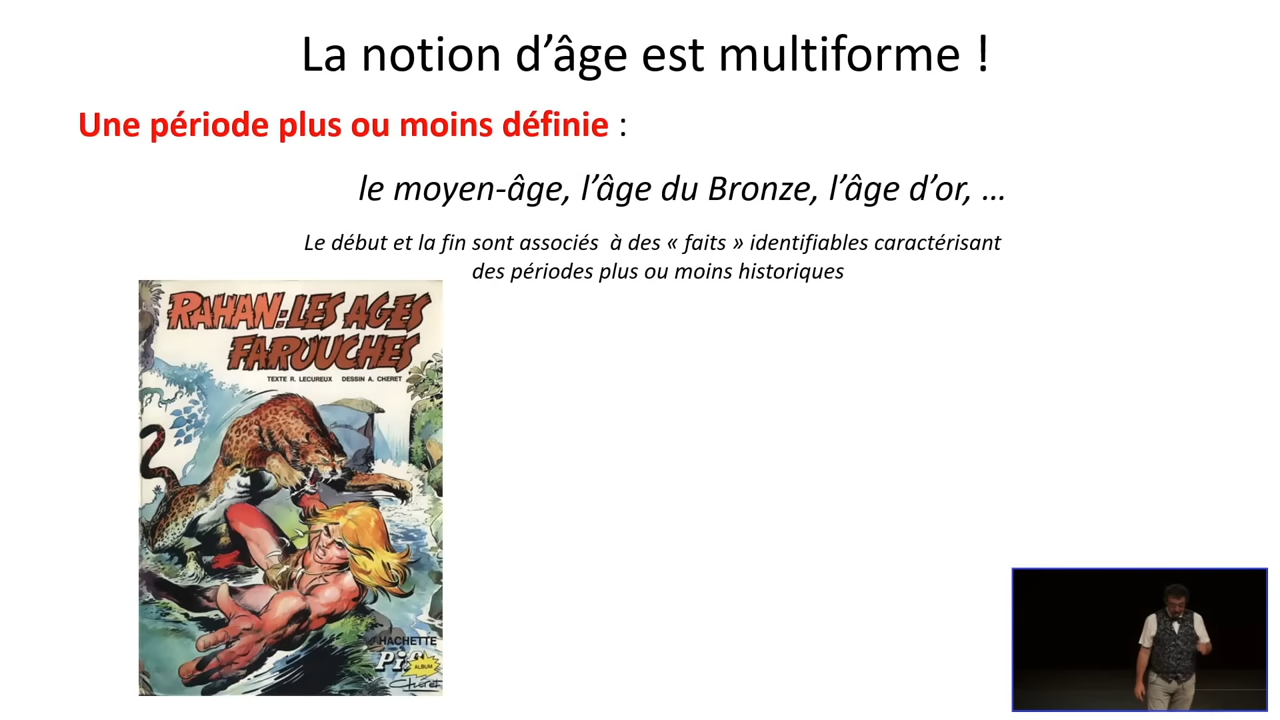 La notion d’âge est multiforme !
Une période plus ou moins définie :
le moyen-âge, l’âge du Bronze, l’âge d’or, …
Le début et la fin sont associés à des « faits » identifiables caractérisant
des périodes plus ou moins historiques
RAHAN: LES AGES
FAROUCHES
TEXTE R. LECUREUX DESSIN A. CHERET
HACHETTE
Pif
ALBUM
Chéret